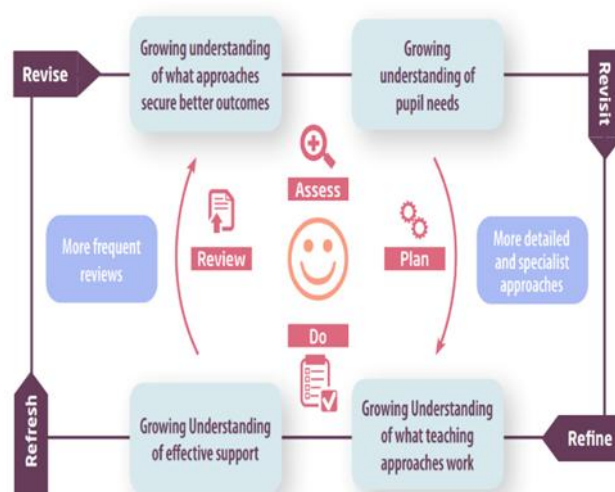 Revise
Growing understanding
of what approaches
secure better outcomes
Growing
understanding of
pupil needs
Revisit
Assess
More frequent
reviews
Review
Plan
More detailed
and specialist
approaches
Do
Refresh
Growing Understanding
of effective support
Growing Understanding
of what teaching
approaches work
Refine